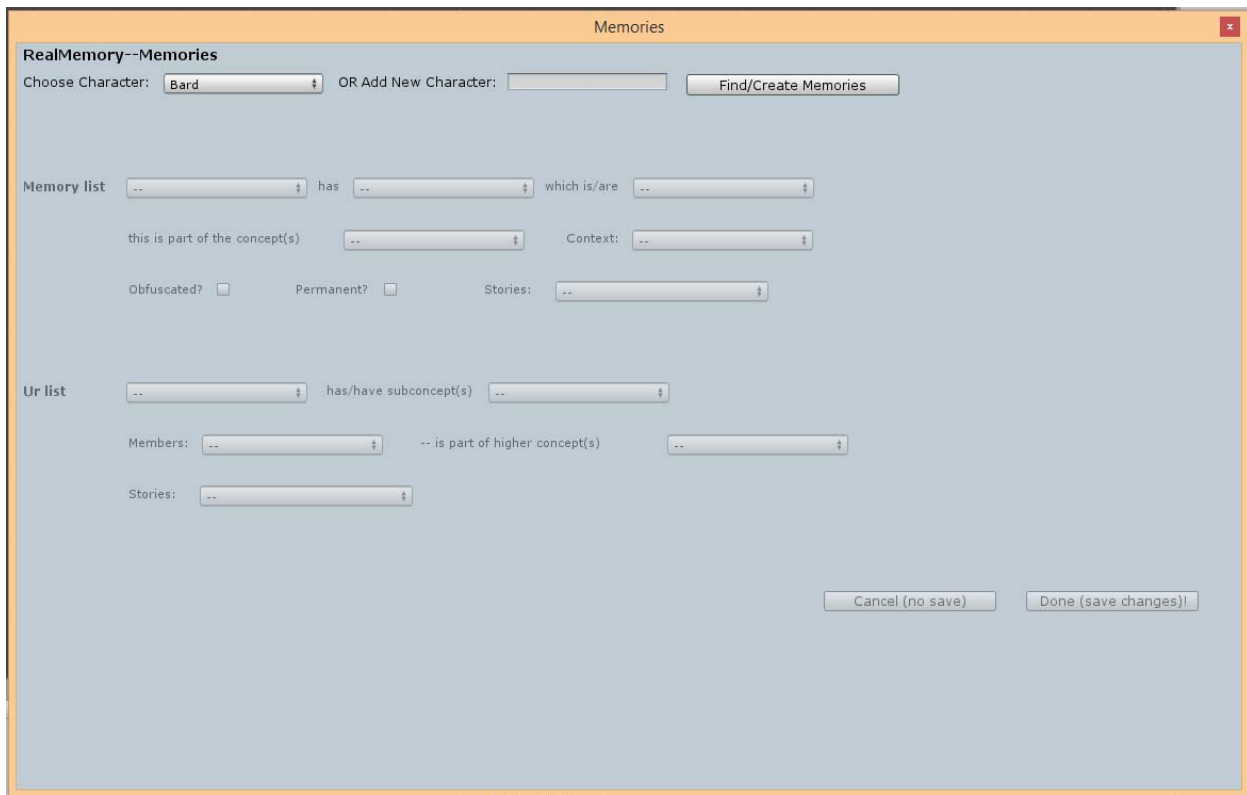 Memories
x
RealMemory--Memories
Choose Character: Bard OR Add New Character: Find/Create Memories
Memory list -- has -- which is/are --
this is part of the concept(s) -- Context: --
Obfuscated? Permanent? Stories: --
Ur list -- has/have subconcept(s) --
Members: -- -- is part of higher concept(s) --
Stories: --
Cancel (no save) Done (save changes)!